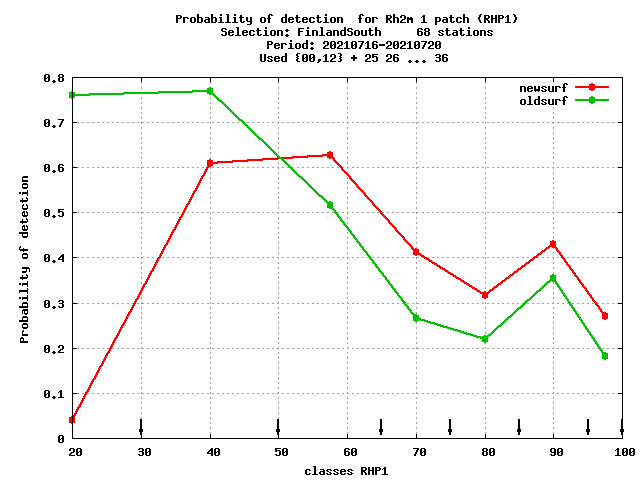 Probability of detection  for Rh2m 1 patch (RHP1)
Selection: FinlandSouth     68 stations
Period: 20210716-20210720
Used {00,12} + 25 26 ... 36
newsurf
oldsurf
Probability of detection
0.8
0.7
0.6
0.5
0.4
0.3
0.2
0.1
0
20 30 40 50 60 70 80 90 100
classes RHP1